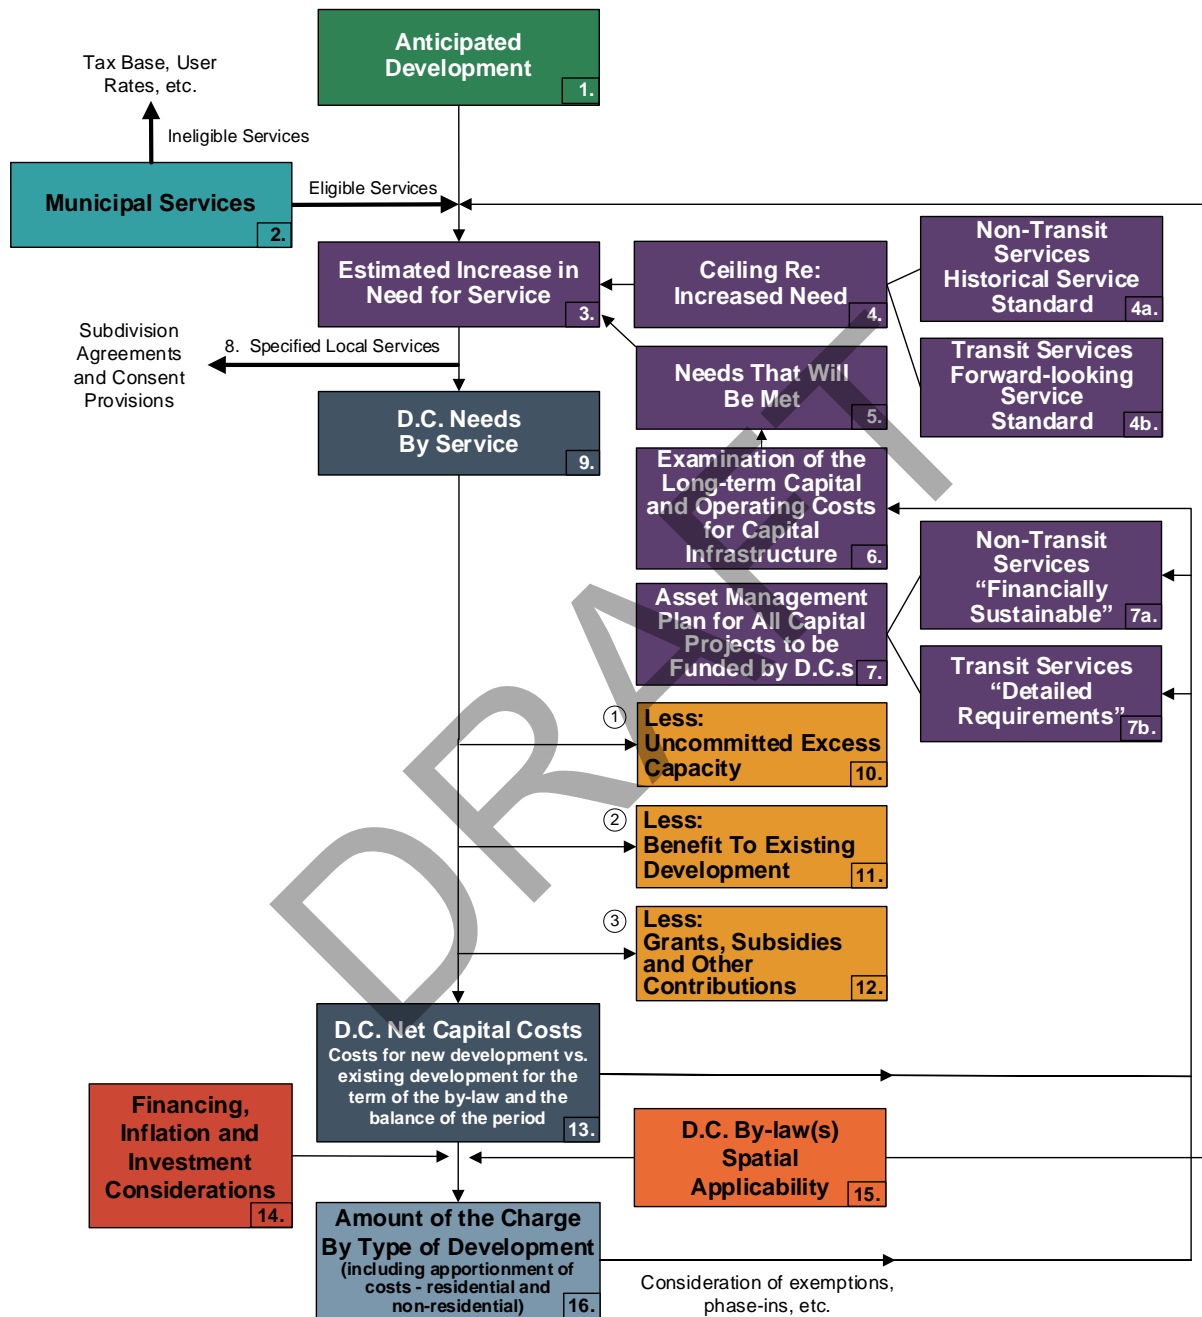 Anticipated
Development
1.
Tax Base, User
Rates, etc.
Ineligible Services
Municipal Services
2.
Eligible Services
Estimated Increase in
Need for Service
3.
Ceiling Re:
Increased Need
4.
Non-Transit
Services
Historical Service
Standard
4a.
Transit Services
Forward-looking
Service
Standard
4b.
Subdivision
Agreements
and Consent
Provisions
8. Specified Local Services
Needs That Will
Be Met
5.
D.C. Needs
By Service
9.
Examination of the
Long-term Capital
and Operating Costs
for Capital
Infrastructure
6.
Non-Transit
Services
“Financially
Sustainable”
7a.
Asset Management
Plan for All Capital
Projects to be
Funded by D.C.s
7.
Transit Services
“Detailed
Requirements”
7b.
1
Less:
Uncommitted Excess
Capacity
10.
2
Less:
Benefit To Existing
Development
11.
3
Less:
Grants, Subsidies
and Other
Contributions
12.
D.C. Net Capital Costs
Costs for new development vs.
existing development for the
term of the by-law and the
balance of the period
13.
Financing,
Inflation and
Investment
Considerations
14.
D.C. By-law(s)
Spatial
Applicability
15.
Amount of the Charge
By Type of Development
(including apportionment of
costs - residential and
non-residential)
16.
Consideration of exemptions,
phase-ins, etc.
DRAFT